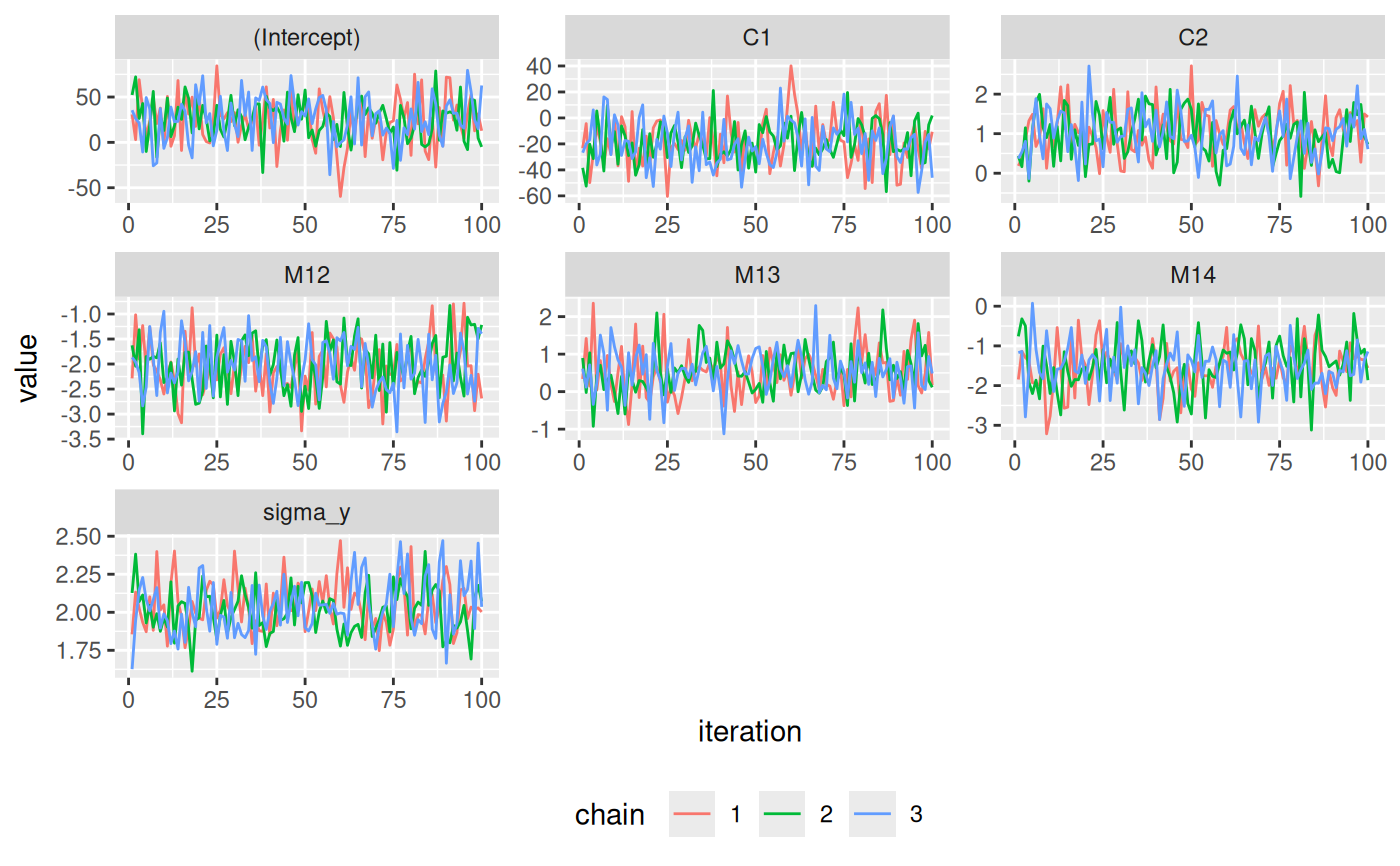 (Intercept) C1 C2
50 0 -50
40 20 0 -20 -40 -60
2 1 0
0 25 50 75 100 0 25 50 75 100 0 25 50 75 100
M12 M13 M14
-1.0 -1.5 -2.0 -2.5 -3.0 -3.5
2 1 0 -1
0 -1 -2 -3
0 25 50 75 100 0 25 50 75 100 0 25 50 75 100
value
sigma_y
2.50 2.25 2.00 1.75
0 25 50 75 100
iteration
chain 1 2 3